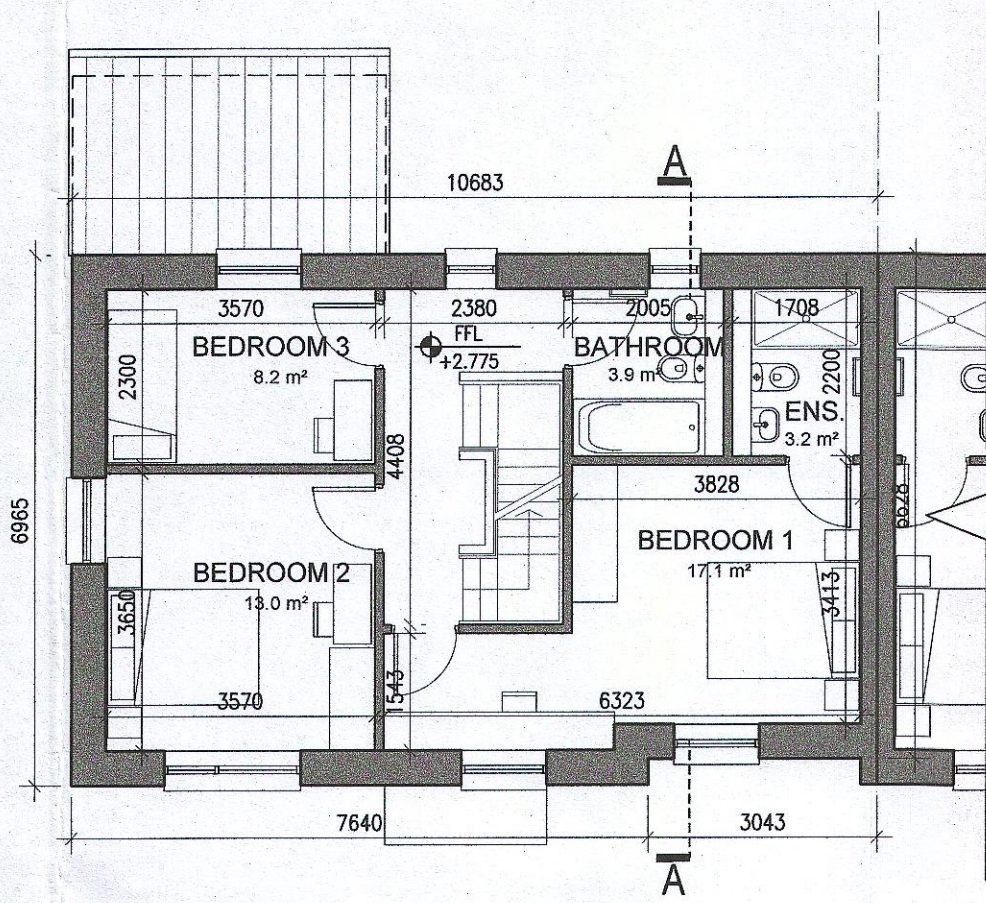 A
10683
3570
2380
2005
1708
FFL
+2.775
BEDROOM 3
8.2 m²
BATHROOM
3.9 m²
2300
2200
ENS.
3.2 m²
4408
6965
3828
BEDROOM 1
17.1 m²
BEDROOM 2
13.0 m²
3650
3413
3570
1543
6323
7640
3043
A